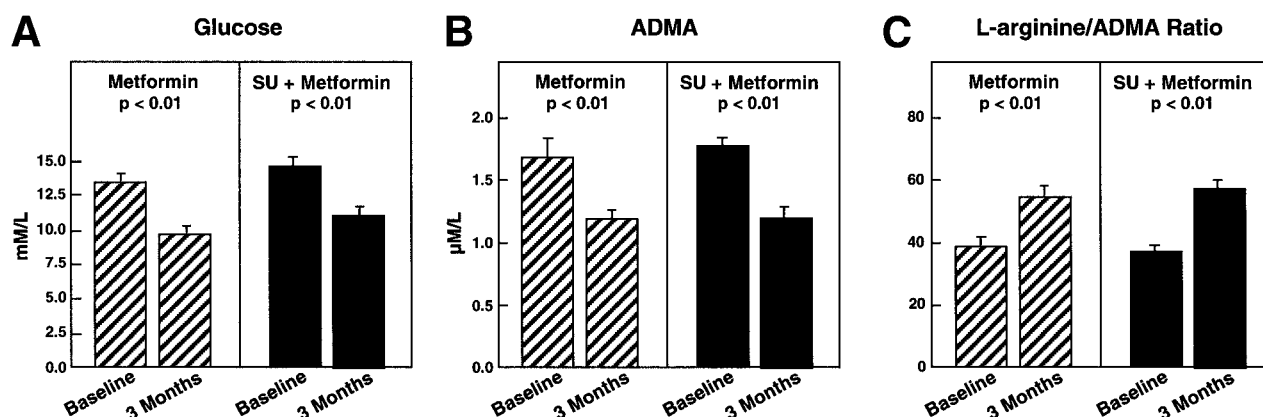 A
Glucose
Metformin
p < 0.01
SU + Metformin
p < 0.01
mM/L
15.0
12.5
10.0
7.5
5.0
2.5
0.0
Baseline
3 Months
Baseline
3 Months
B
ADMA
Metformin
p < 0.01
SU + Metformin
p < 0.01
µM/L
2.0
1.5
1.0
0.5
0.0
Baseline
3 Months
Baseline
3 Months
C
L-arginine/ADMA Ratio
Metformin
p < 0.01
SU + Metformin
p < 0.01
80
60
40
20
0
Baseline
3 Months
Baseline
3 Months